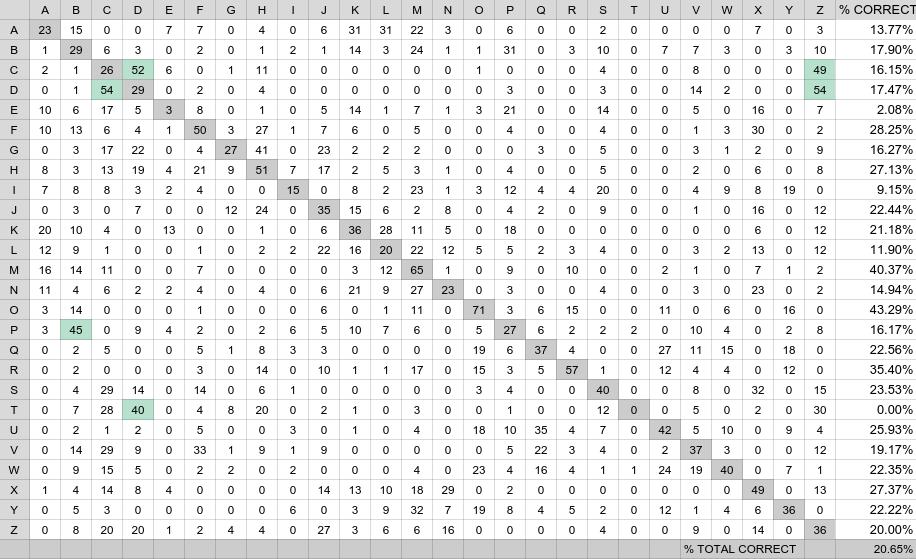 A B C D E F G H I J K L M N O P Q R S T U V W X Y Z % CORRECT
A 23 15 0 0 7 7 0 4 0 6 31 31 22 3 0 6 0 0 2 0 0 0 0 7 0 3 13.77%
B 1 29 6 3 0 2 0 1 2 1 14 3 24 1 1 31 0 3 10 0 7 7 3 0 3 10 17.90%
C 2 1 26 52 6 0 1 11 0 0 0 0 0 0 1 0 0 0 4 0 0 8 0 0 0 49 16.15%
D 0 1 54 29 0 2 0 4 0 0 0 0 0 0 0 3 0 0 3 0 0 14 2 0 0 54 17.47%
E 10 6 17 5 3 8 0 1 0 5 14 1 7 1 3 21 0 0 14 0 0 5 0 16 0 7 2.08%
F 10 13 6 4 1 50 3 27 1 7 6 0 5 0 0 4 0 0 4 0 0 1 3 30 0 2 28.25%
G 0 3 17 22 0 4 27 41 0 23 2 2 2 0 0 0 3 0 5 0 0 3 1 2 0 9 16.27%
H 8 3 13 19 4 21 9 51 7 17 2 5 3 1 0 4 0 0 5 0 0 2 0 6 0 8 27.13%
I 7 8 8 3 2 4 0 0 15 0 8 2 23 1 3 12 4 4 20 0 0 4 9 8 19 0 9.15%
J 0 3 0 7 0 0 12 24 0 35 15 6 2 8 0 4 2 0 9 0 0 1 0 16 0 12 22.44%
K 20 10 4 0 13 0 0 1 0 6 36 28 11 5 0 18 0 0 0 0 0 0 0 6 0 12 21.18%
L 12 9 1 0 0 1 0 2 2 22 16 20 22 12 5 5 2 3 4 0 0 3 2 13 0 12 11.90%
M 16 14 11 0 0 7 0 0 0 0 3 12 65 1 0 9 0 10 0 0 2 1 0 7 1 2 40.37%
N 11 4 6 2 2 4 0 4 0 6 21 9 27 23 0 3 0 0 4 0 0 3 0 23 0 2 14.94%
O 3 14 0 0 0 1 0 0 0 6 0 1 11 0 71 3 6 15 0 0 11 0 6 0 16 0 43.29%
P 3 45 0 9 4 2 0 2 6 5 10 7 6 0 5 27 6 2 2 2 0 10 4 0 2 8 16.17%
Q 0 2 5 0 0 5 1 8 3 3 0 0 0 0 19 6 37 4 0 0 27 11 15 0 18 0 22.56%
R 0 2 0 0 0 3 0 14 0 10 1 1 17 0 15 3 5 57 1 0 12 4 4 0 12 0 35.40%
S 0 4 29 14 0 14 0 6 1 0 0 0 0 0 3 4 0 0 40 0 0 8 0 32 0 15 23.53%
T 0 7 28 40 0 4 8 20 0 2 1 0 3 0 0 1 0 0 12 0 0 5 0 2 0 30 0.00%
U 0 2 1 2 0 5 0 0 3 0 1 0 4 0 18 10 35 4 7 0 42 5 10 0 9 4 25.93%
V 0 14 29 9 0 33 1 9 1 9 0 0 0 0 0 5 22 3 4 0 2 37 3 0 0 12 19.17%
W 0 9 15 5 0 2 2 0 2 0 0 0 4 0 23 4 16 4 1 1 24 19 40 0 7 1 22.35%
X 1 4 14 8 4 0 0 0 0 14 13 10 18 29 0 2 0 0 0 0 0 0 0 49 0 13 27.37%
Y 0 5 3 0 0 0 0 0 6 0 3 9 32 7 19 8 4 5 2 0 12 1 4 6 36 0 22.22%
Z 0 8 20 20 1 2 4 4 0 27 3 6 6 16 0 0 0 0 4 0 0 9 0 14 0 36 20.00%
% TOTAL CORRECT 20.65%